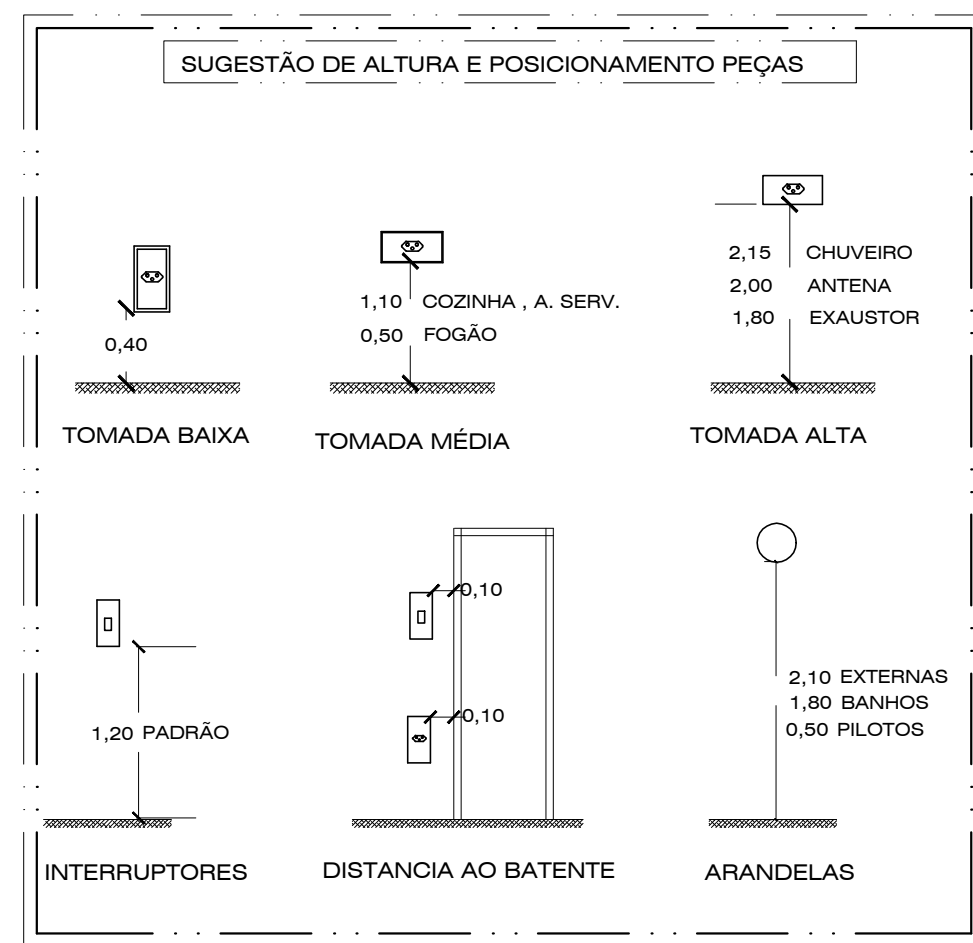 SUGESTÃO DE ALTURA E POSICIONAMENTO PEÇAS
0,40
TOMADA BAIXA
1,10 COZINHA , A. SERV.
0,50 FOGÃO
TOMADA MÉDIA
2,15 CHUVEIRO
2,00 ANTENA
1,80 EXAUSTOR
TOMADA ALTA
1,20 PADRÃO
INTERRUPTORES
0,10
0,10
DISTANCIA AO BATENTE
2,10 EXTERNAS
1,80 BANHOS
0,50 PILOTOS
ARANDELAS